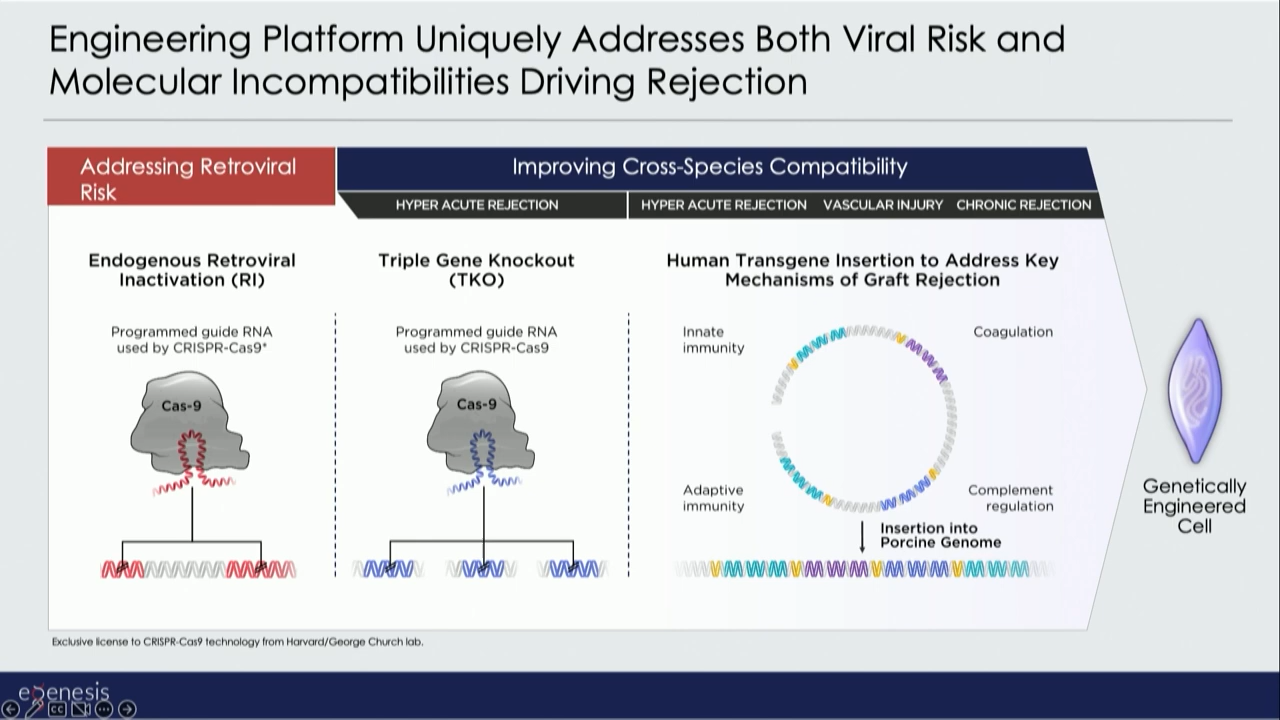 Engineering Platform Uniquely Addresses Both Viral Risk and
Molecular Incompatibilities Driving Rejection
Addressing Retroviral
Risk
Improving Cross-Species Compatibility
HYPER ACUTE REJECTION
HYPER ACUTE REJECTION VASCULAR INJURY CHRONIC REJECTION
Endogenous Retroviral
Inactivation (RI)
Programmed guide RNA
used by CRISPR-Cas9*
Cas-9
Triple Gene Knockout
(TKO)
Programmed guide RNA
used by CRISPR-Cas9
Cas-9
Human Transgene Insertion to Address Key
Mechanisms of Graft Rejection
Innate
immunity
Coagulation
Adaptive
immunity
Complement
regulation
Insertion into
Porcine Genome
Genetically
Engineered
Cell
Exclusive license to CRISPR-Cas9 technology from Harvard/George Church lab.
egenesis
CC